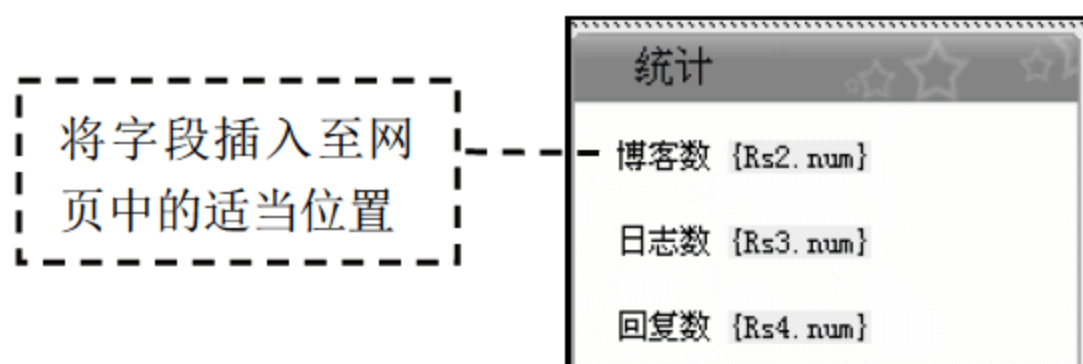 将字段插入至网
页中的适当位置
统计
博客数 {Rs2.num}
日志数 {Rs3.num}
回复数 {Rs4.num}